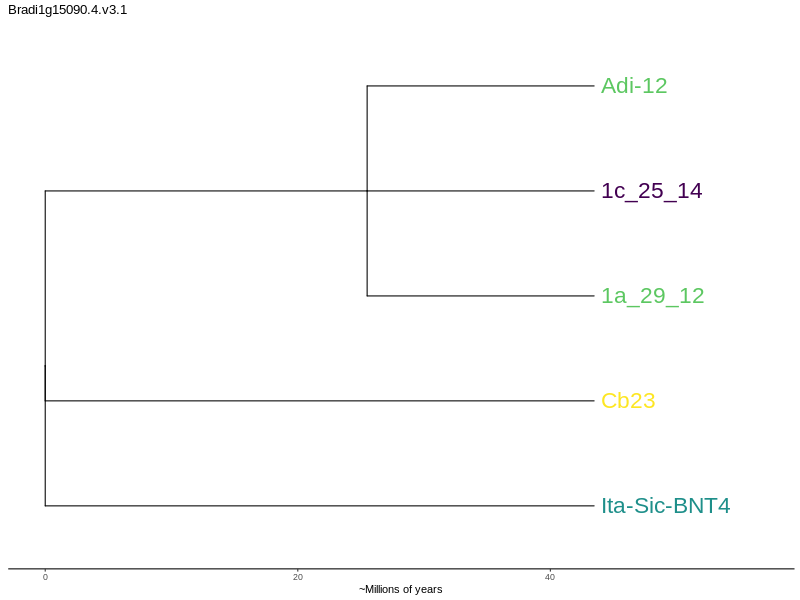 Bradi1g15090.4.v3.1
Adi-12
1c_25_14
1a_29_12
Cb23
Ita-Sic-BNT4
0 20 40
~Millions of years